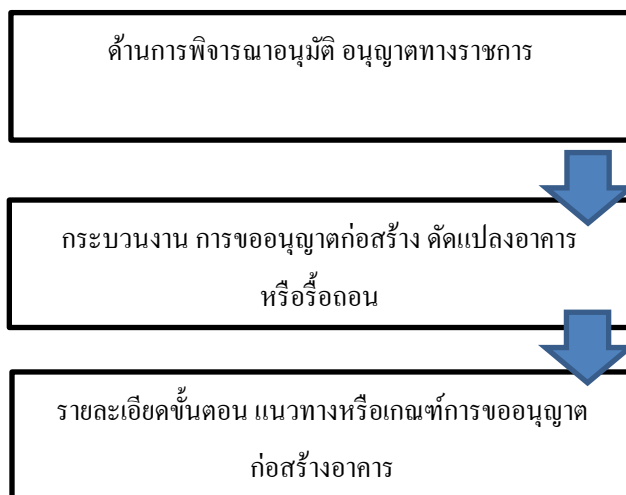 ด้านการพิจารณาอนุมัติ อนุญาตทางราชการ
กระบวนงาน การขออนุญาตก่อสร้าง ดัดแปลงอาคาร
หรือรื้อถอน
รายละเอียดขั้นตอน แนวทางหรือเกณฑ์การขออนุญาต
ก่อสร้างอาคาร